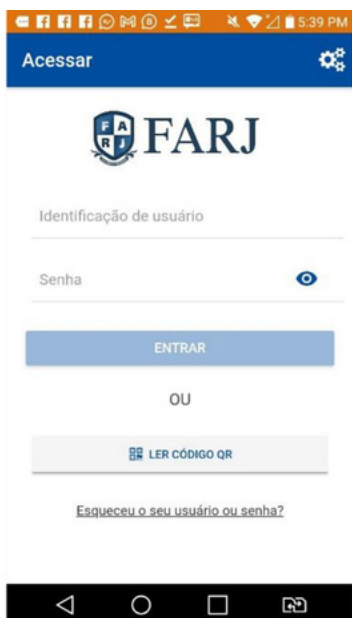 5:39 PM
Acessar
FARJ
FARJ
Identificação de usuário
Senha
ENTRAR
OU
LER CÓDIGO QR
Esqueceu o seu usuário ou senha?